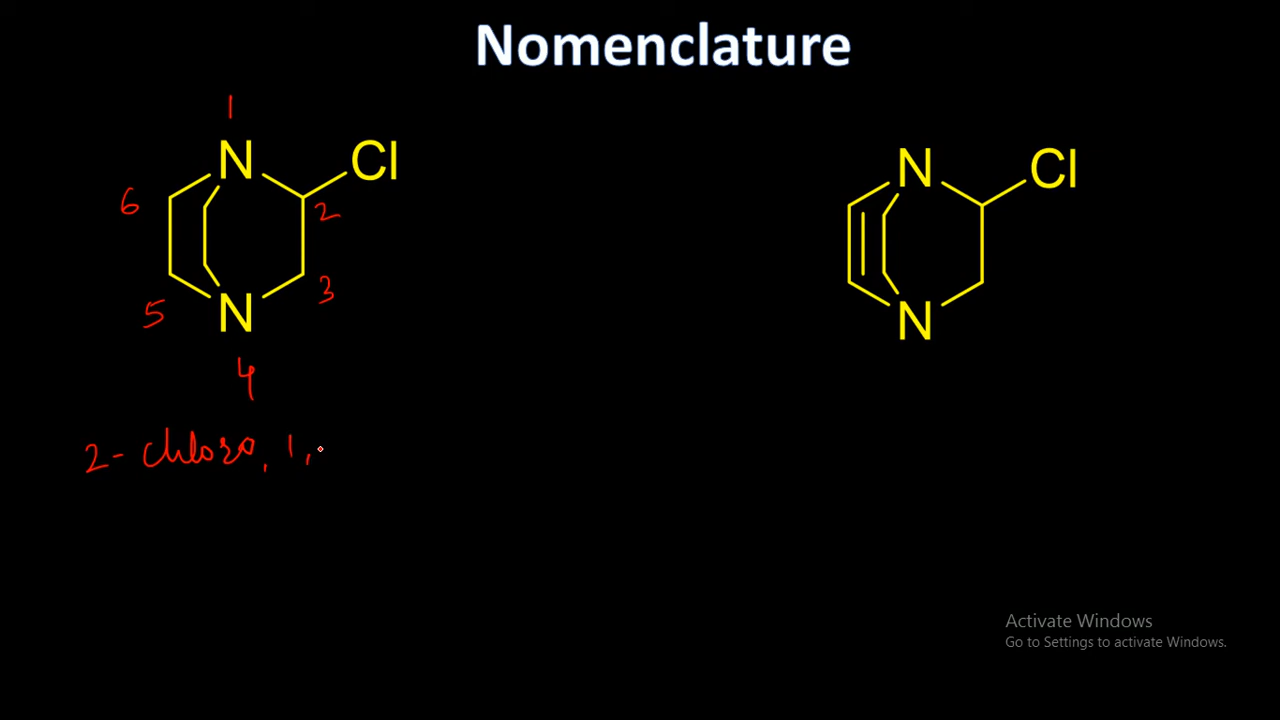 Nomenclature
1
N
Cl
6
2
5
3
N
4
2- chloro, 1,
N
Cl
N
Activate Windows
Go to Settings to activate Windows.